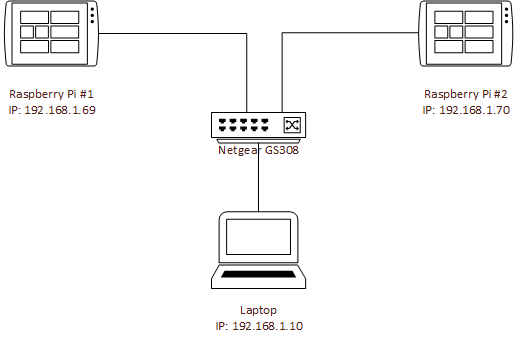 Raspberry Pi #1
IP: 192.168.1.69
Raspberry Pi #2
IP: 192.168.1.70
Netgear GS308
Laptop
IP: 192.168.1.10